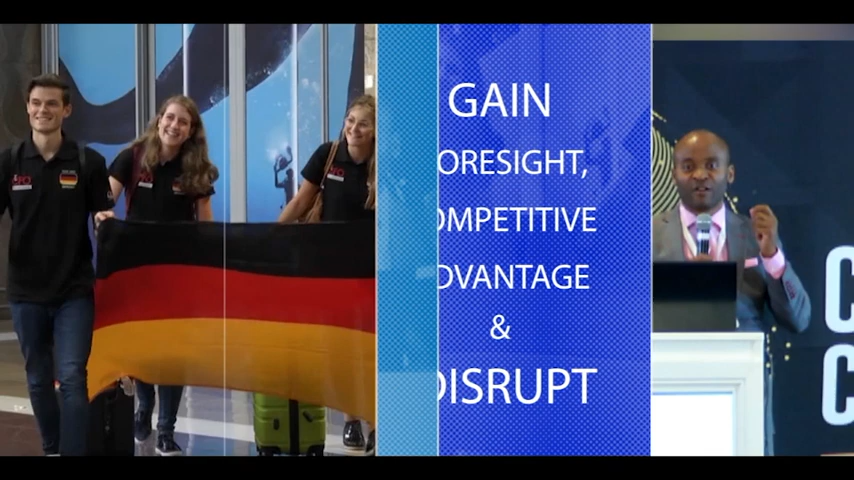 GAIN
ORESIGHT,
OMPETITIVE
DVANTAGE
&
DISRUPT
C
C